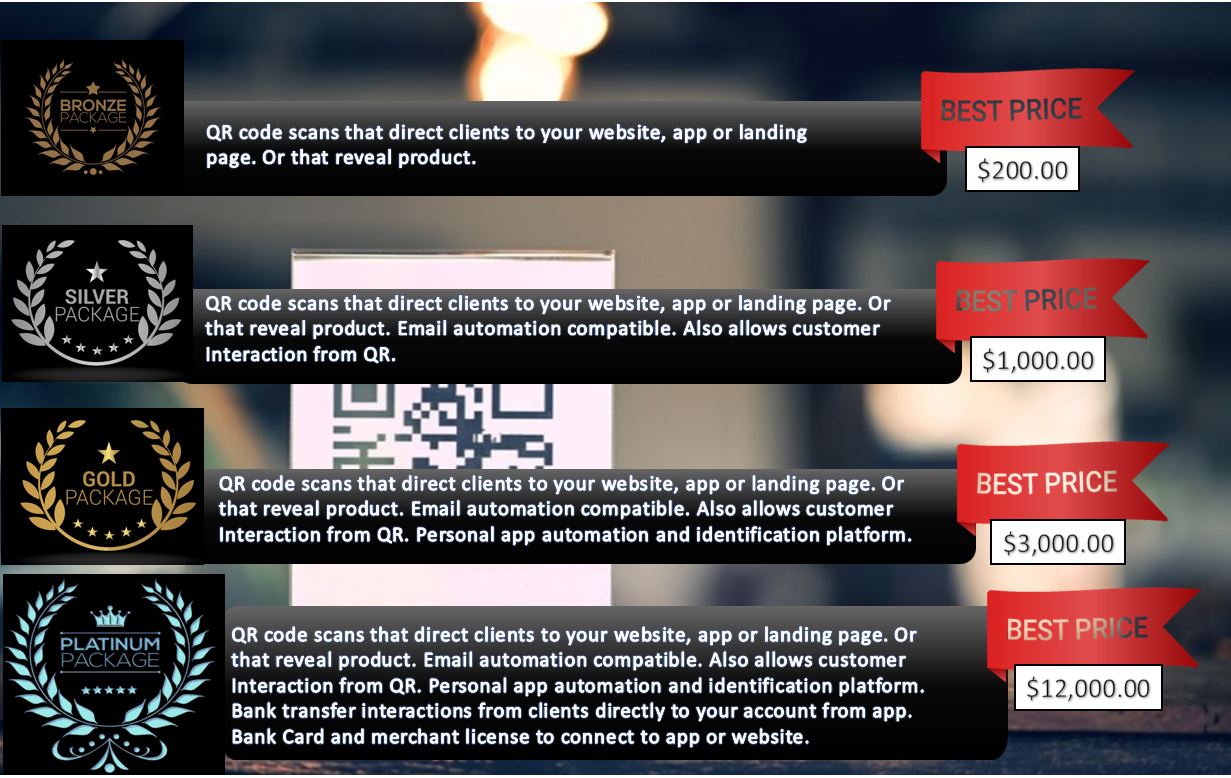 BRONZE
PACKAGE
QR code scans that direct clients to your website, app or landing
page. Or that reveal product.
BEST PRICE
$200.00
SILVER
PACKAGE
QR code scans that direct clients to your website, app or landing page. Or
that reveal product. Email automation compatible. Also allows customer
Interaction from QR.
BEST PRICE
$1,000.00
GOLD
PACKAGE
QR code scans that direct clients to your website, app or landing page. Or
that reveal product. Email automation compatible. Also allows customer
Interaction from QR. Personal app automation and identification platform.
BEST PRICE
$3,000.00
PLATINUM
PACKAGE
QR code scans that direct clients to your website, app or landing page. Or
that reveal product. Email automation compatible. Also allows customer
Interaction from QR. Personal app automation and identification platform.
Bank transfer interactions from clients directly to your account from app.
Bank Card and merchant license to connect to app or website.
BEST PRICE
$12,000.00